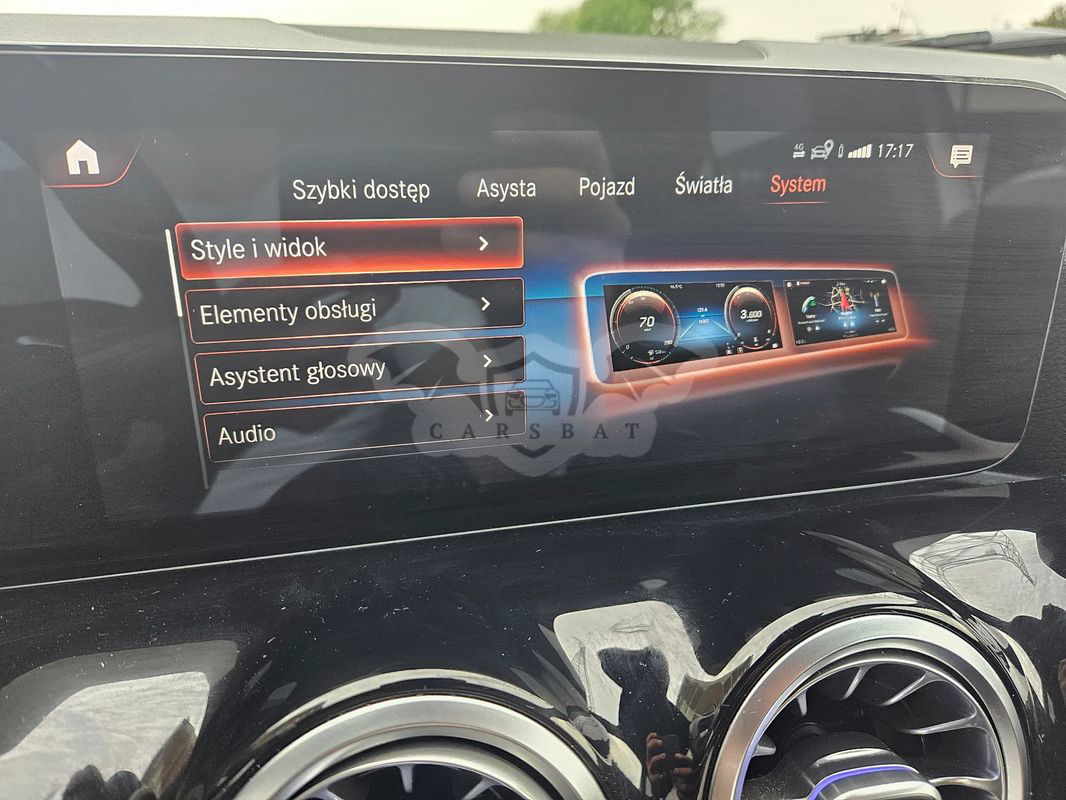 4G 17:17
Szybki dostęp Asysta Pojazd Światła System
Style i widok
Elementy obsługi
Asystent głosowy
Audio
70
3.600
CARSBAT